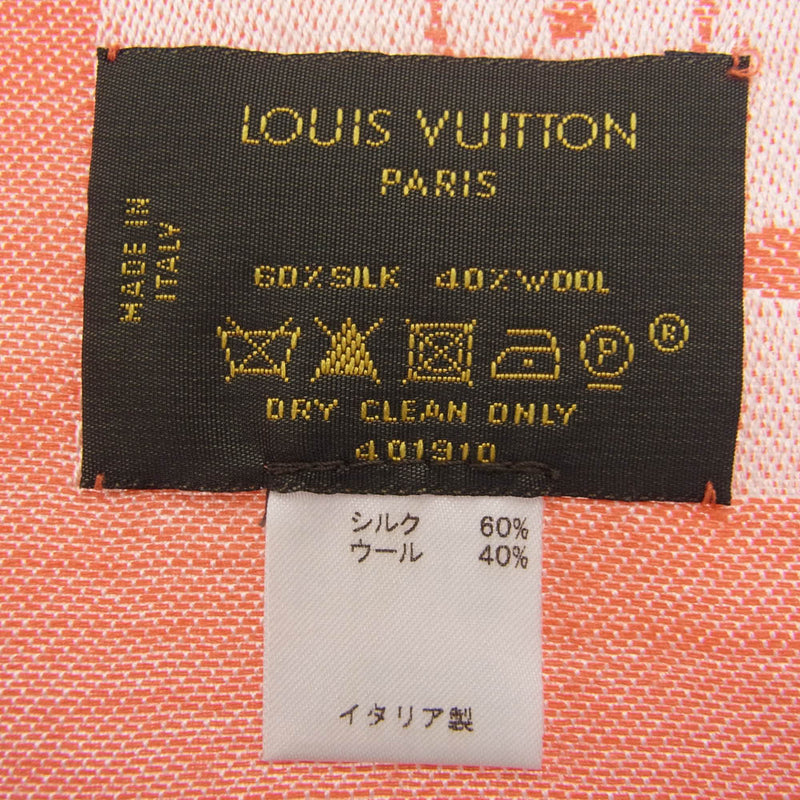 LOUIS VUITTON
PARIS
MADE IN
ITALY
60% SILK 40% WOOL
P ®
DRY CLEAN ONLY
401910
シルク 60%
ウール 40%
イタリア製